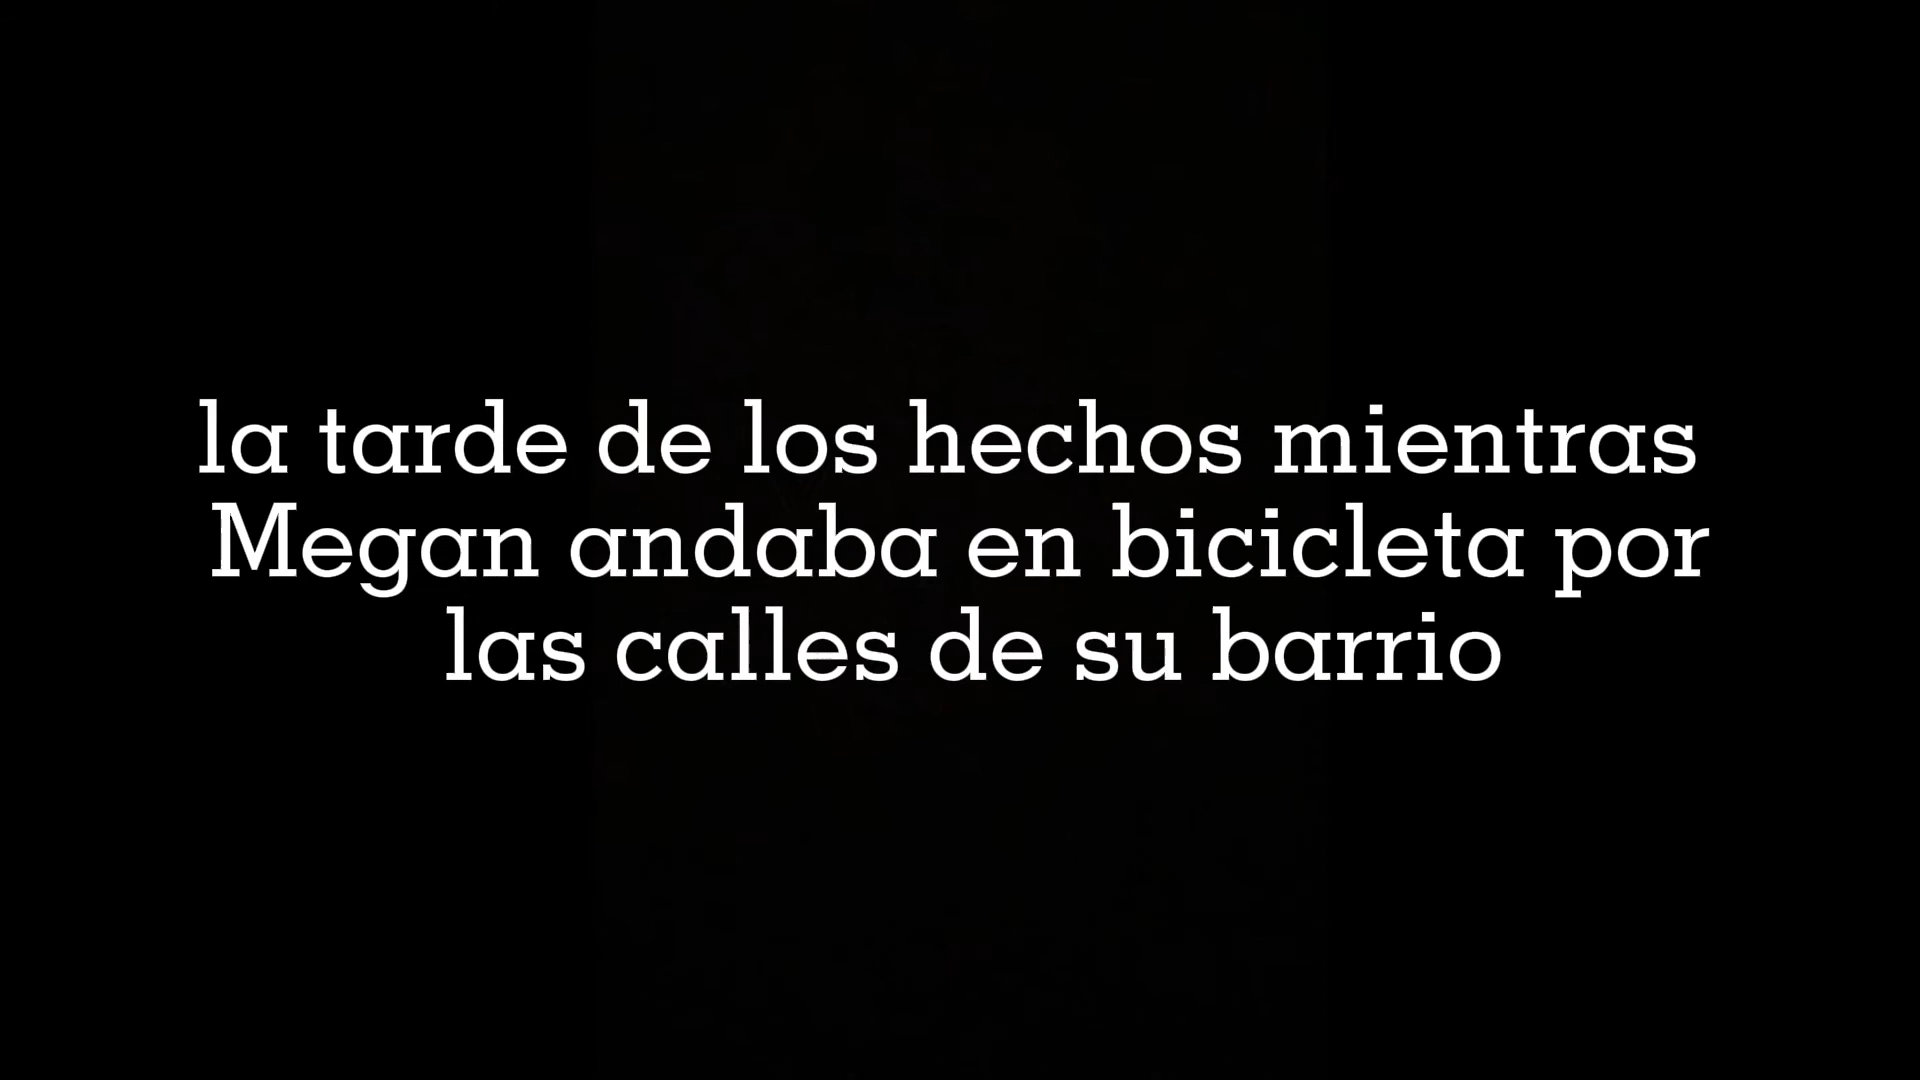 la tarde de los hechos mientras
Megan andaba en bicicleta por
las calles de su barrio